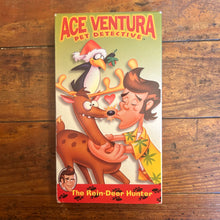 ACE VENTURA
PET DETECTIVE
The Rein-Deer Hunter